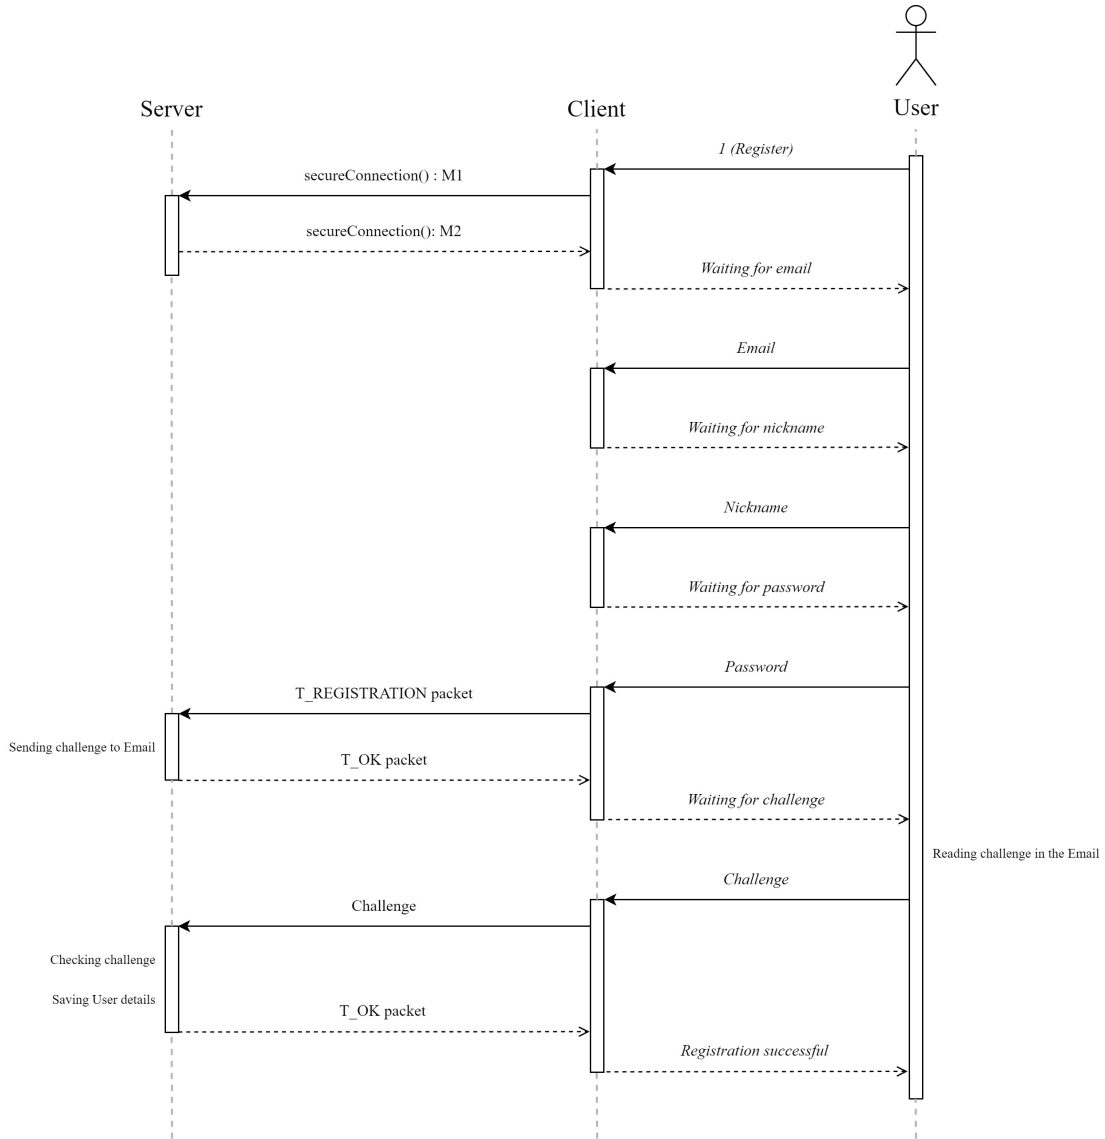 Server
Client
User
1 (Register)
secureConnection() : M1
secureConnection(): M2
Waiting for email
Email
Waiting for nickname
Nickname
Waiting for password
Password
T_REGISTRATION packet
Sending challenge to Email
T_OK packet
Waiting for challenge
Reading challenge in the Email
Challenge
Challenge
Checking challenge
Saving User details
T_OK packet
Registration successful